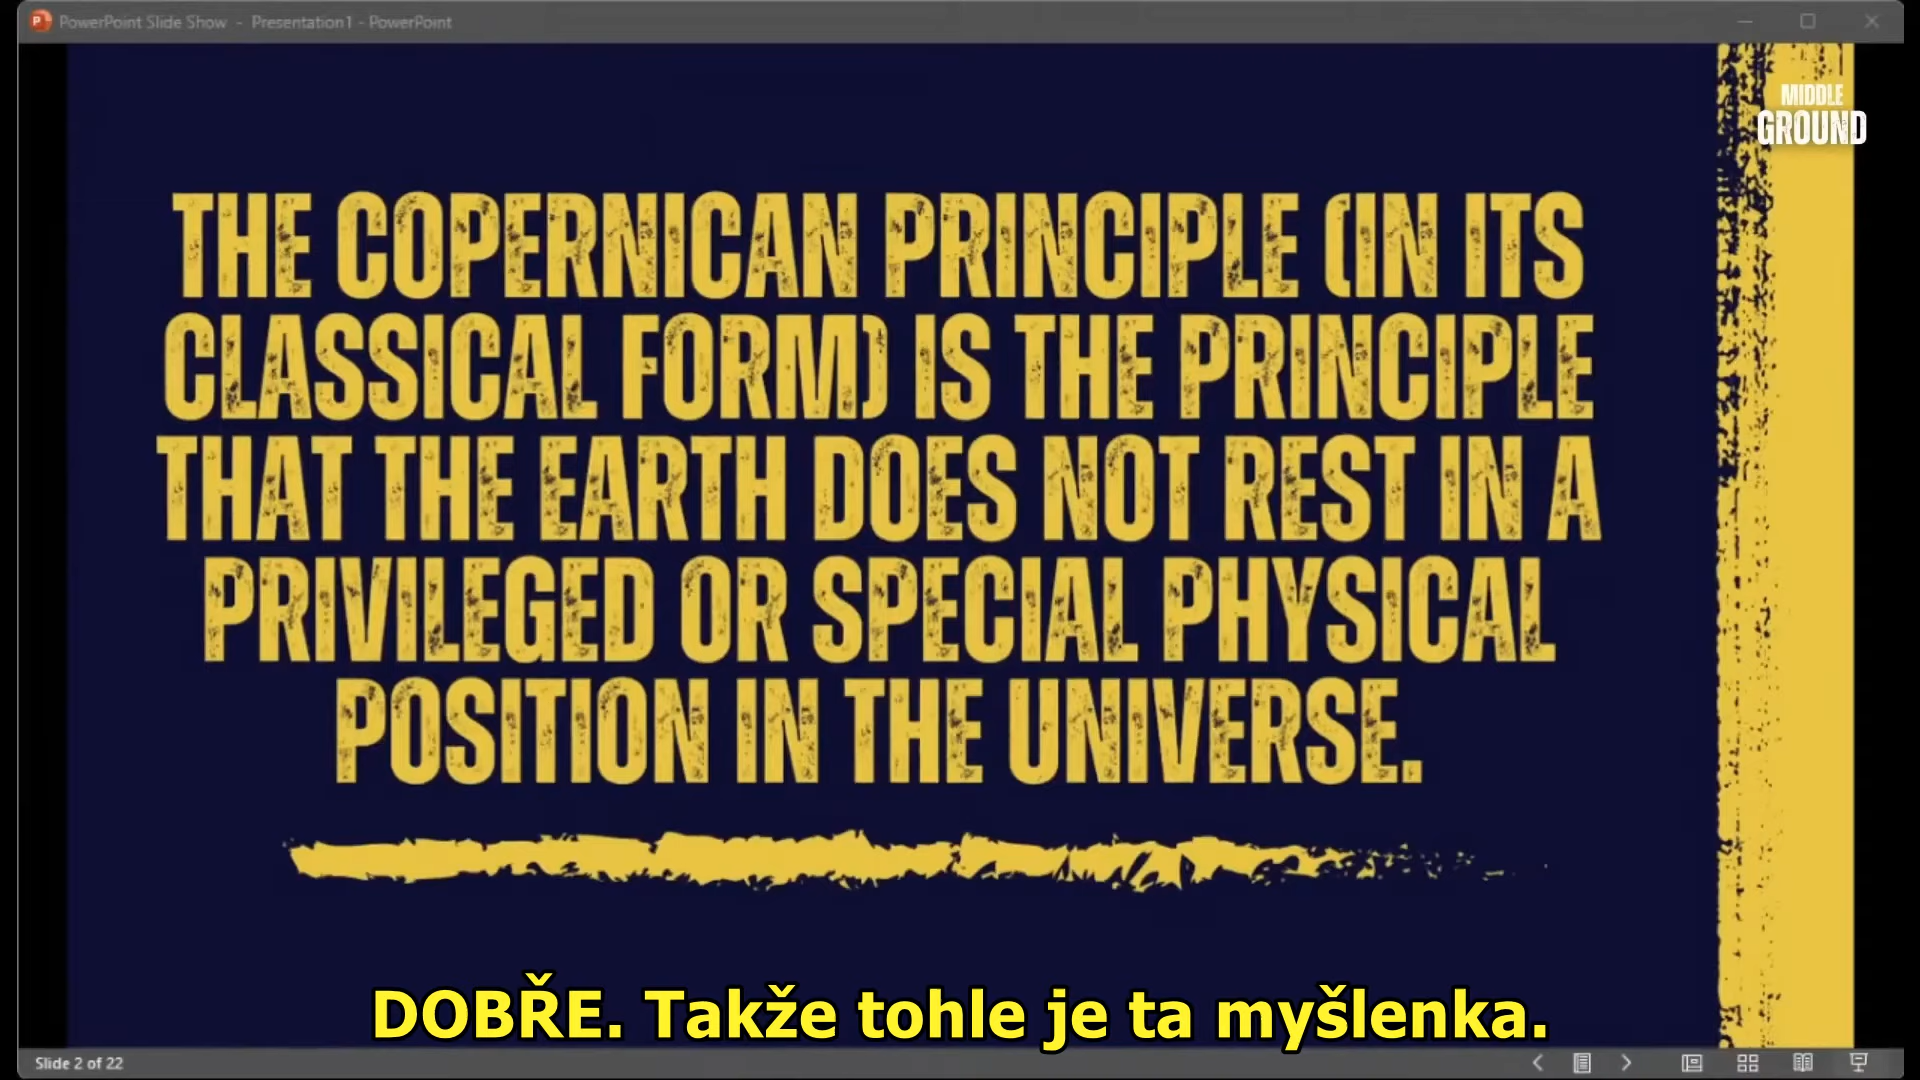 PowerPoint Slide Show - Presentation1 - PowerPoint
MIDDLE
GROUND
THE COPERNICAN PRINCIPLE (IN ITS
CLASSICAL FORM) IS THE PRINCIPLE
THAT THE EARTH DOES NOT REST IN A
PRIVILEGED OR SPECIAL PHYSICAL
POSITION IN THE UNIVERSE.
DOBŘE. Takže tohle je ta myšlenka.
Slide 2 of 22